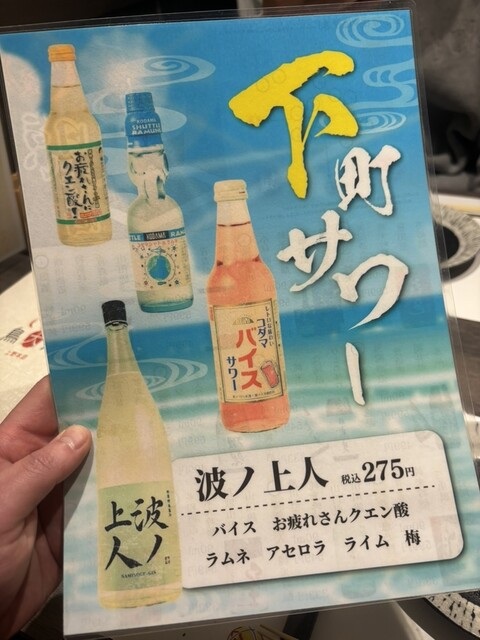 下町サワー
お疲れさんに
クエン酸!
KODAMA
コダマ
バイス
サワー
波ノ上人
波ノ上人 税込275円
バイス お疲れさんクエン酸
ラムネ アセロラ ライム 梅